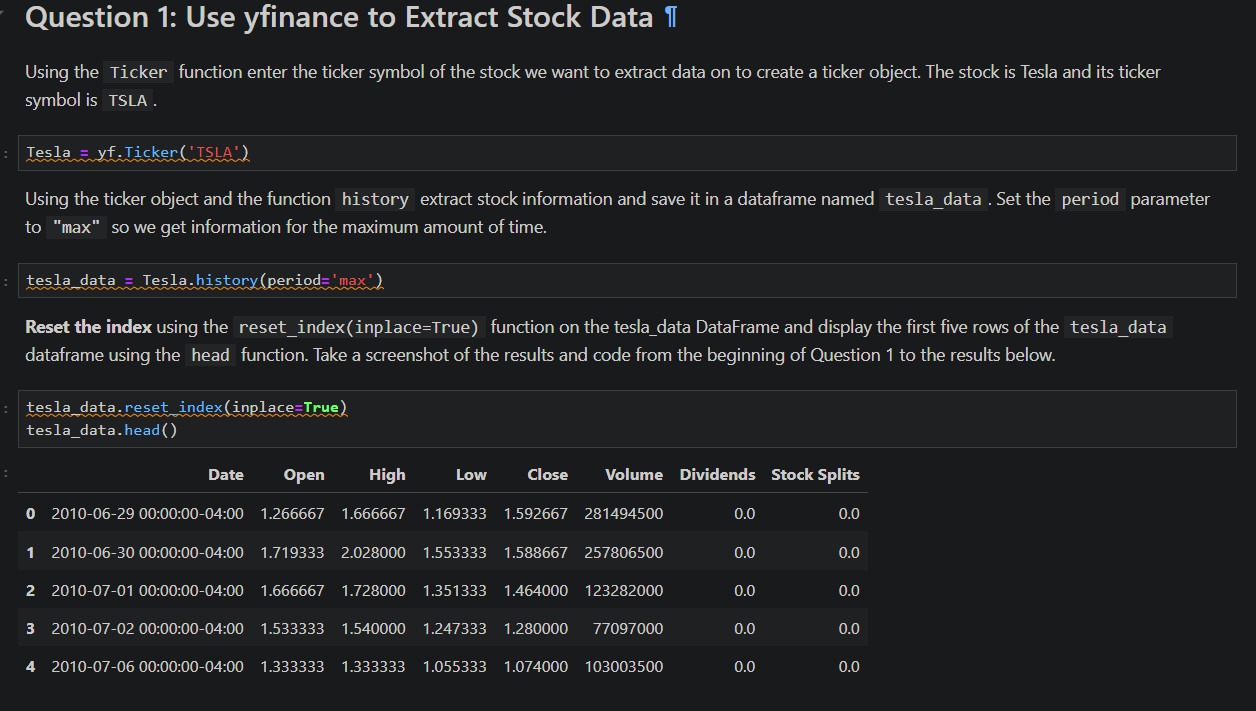 Question 1: Use yfinance to Extract Stock Data ¶
Using the Ticker function enter the ticker symbol of the stock we want to extract data on to create a ticker object. The stock is Tesla and its ticker
symbol is TSLA .
: Tesla = yf.Ticker('TSLA')
Using the ticker object and the function history extract stock information and save it in a dataframe named tesla_data . Set the period parameter
to "max" so we get information for the maximum amount of time.
: tesla_data = Tesla.history(period='max')
Reset the index using the reset_index(inplace=True) function on the tesla_data DataFrame and display the first five rows of the tesla_data
dataframe using the head function. Take a screenshot of the results and code from the beginning of Question 1 to the results below.
: tesla_data.reset_index(inplace=True)
tesla_data.head()
: Date Open High Low Close Volume Dividends Stock Splits
0 2010-06-29 00:00:00-04:00 1.266667 1.666667 1.169333 1.592667 281494500 0.0 0.0
1 2010-06-30 00:00:00-04:00 1.719333 2.028000 1.553333 1.588667 257806500 0.0 0.0
2 2010-07-01 00:00:00-04:00 1.666667 1.728000 1.351333 1.464000 123282000 0.0 0.0
3 2010-07-02 00:00:00-04:00 1.533333 1.540000 1.247333 1.280000 77097000 0.0 0.0
4 2010-07-06 00:00:00-04:00 1.333333 1.333333 1.055333 1.074000 103003500 0.0 0.0